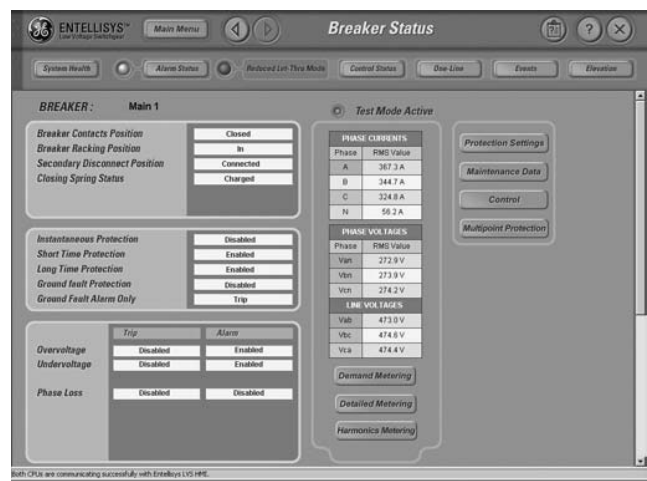 ENTELLISYS™
Low Voltage Switchgear
Main Menu
Breaker Status
System Health
Alarm Status
Reduced Let-Thru Mode
Control Status
One-Line
Events
Elevation
BREAKER : Main 1
Test Mode Active
Breaker Contacts Position Closed
Breaker Racking Position In
Secondary Disconnect Position Connected
Closing Spring Status Charged
Instantaneous Protection Disabled
Short Time Protection Enabled
Long Time Protection Enabled
Ground fault Protection Disabled
Ground Fault Alarm Only Trip
Trip Alarm
Overvoltage Disabled Enabled
Undervoltage Disabled Enabled
Phase Loss Disabled Disabled
PHASE CURRENTS
Phase RMS Value
A 367.3 A
B 344.7 A
C 324.8 A
N 56.2 A
PHASE VOLTAGES
Phase RMS Value
Van 272.9 V
Vbn 273.9 V
Vcn 274.2 V
LINE VOLTAGES
Vab 473.0 V
Vbc 474.6 V
Vca 474.4 V
Demand Metering
Detailed Metering
Harmonics Metering
Protection Settings
Maintenance Data
Control
Multipoint Protection
Both CPUs are communicating successfully with Entellisys LVS HMI.